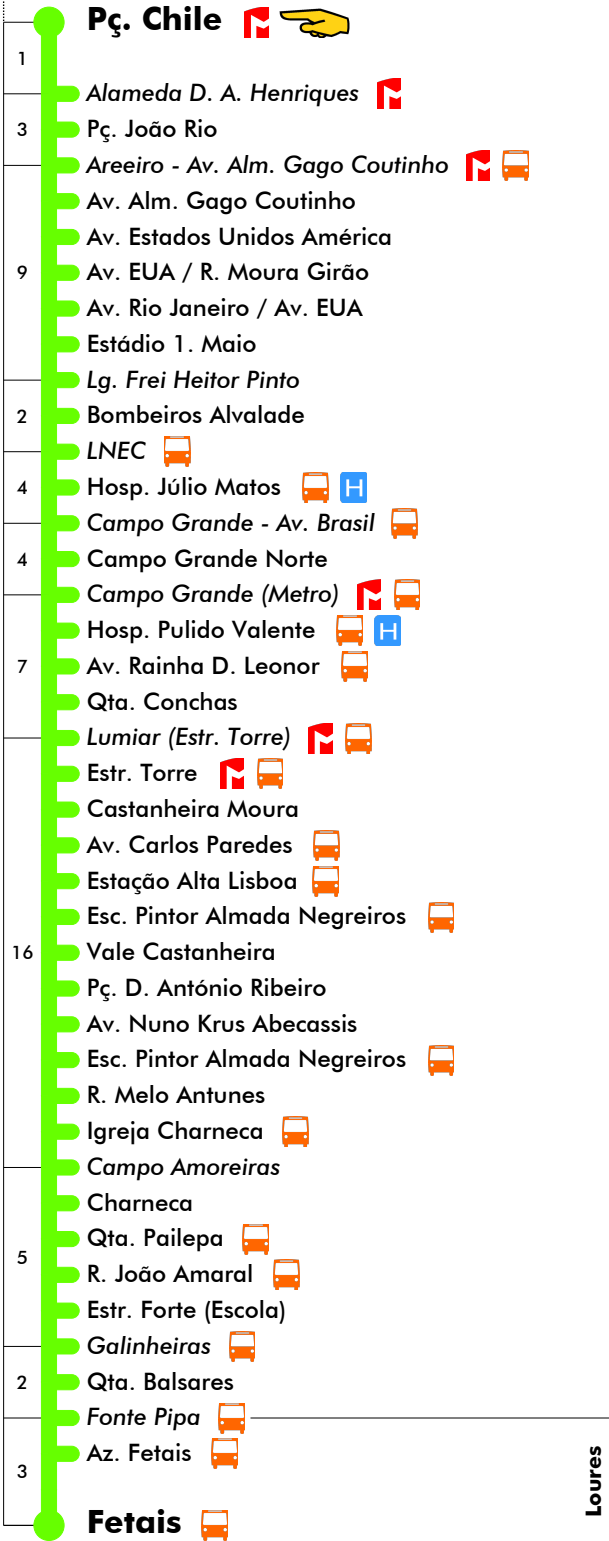 Pç. Chile
1
Alameda D. A. Henriques
3
Pç. João Rio
Areeiro - Av. Alm. Gago Coutinho
Av. Alm. Gago Coutinho
Av. Estados Unidos América
9
Av. EUA / R. Moura Girão
Av. Rio Janeiro / Av. EUA
Estádio 1. Maio
Lg. Frei Heitor Pinto
2
Bombeiros Alvalade
LNEC
4
Hosp. Júlio Matos
H
Campo Grande - Av. Brasil
4
Campo Grande Norte
Campo Grande (Metro)
Hosp. Pulido Valente
H
7
Av. Rainha D. Leonor
Qta. Conchas
Lumiar (Estr. Torre)
Estr. Torre
Castanheira Moura
Av. Carlos Paredes
Estação Alta Lisboa
Esc. Pintor Almada Negreiros
16
Vale Castanheira
Pç. D. António Ribeiro
Av. Nuno Krus Abecassis
Esc. Pintor Almada Negreiros
R. Melo Antunes
Igreja Charneca
Campo Amoreiras
Charneca
Qta. Pailepa
5
R. João Amaral
Estr. Forte (Escola)
Galinheiras
2
Qta. Balsares
Fonte Pipa
Az. Fetais
3
Loures
Fetais